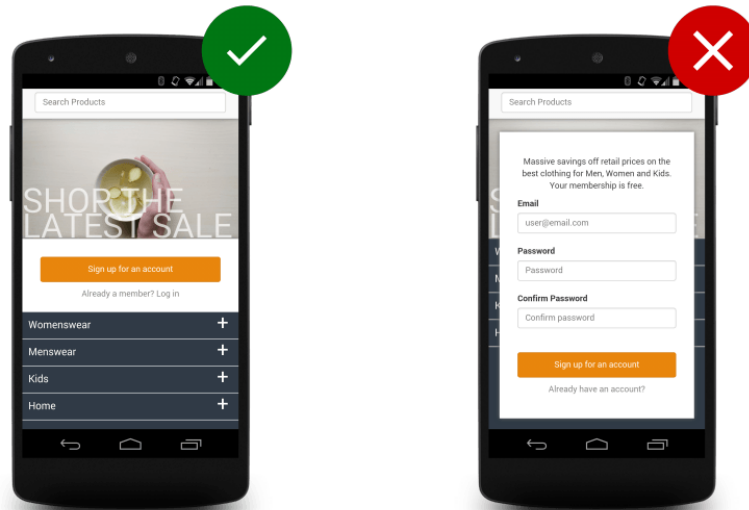 Search Products
SHOP THE
LATEST SALE
Sign up for an account
Already a member? Log in
Womenswear
Menswear
Kids
Home
Search Products
Massive savings off retail prices on the
best clothing for Men, Women and Kids.
Your membership is free.
Email
user@email.com
Password
Password
Confirm Password
Confirm password
Sign up for an account
Already have an account?